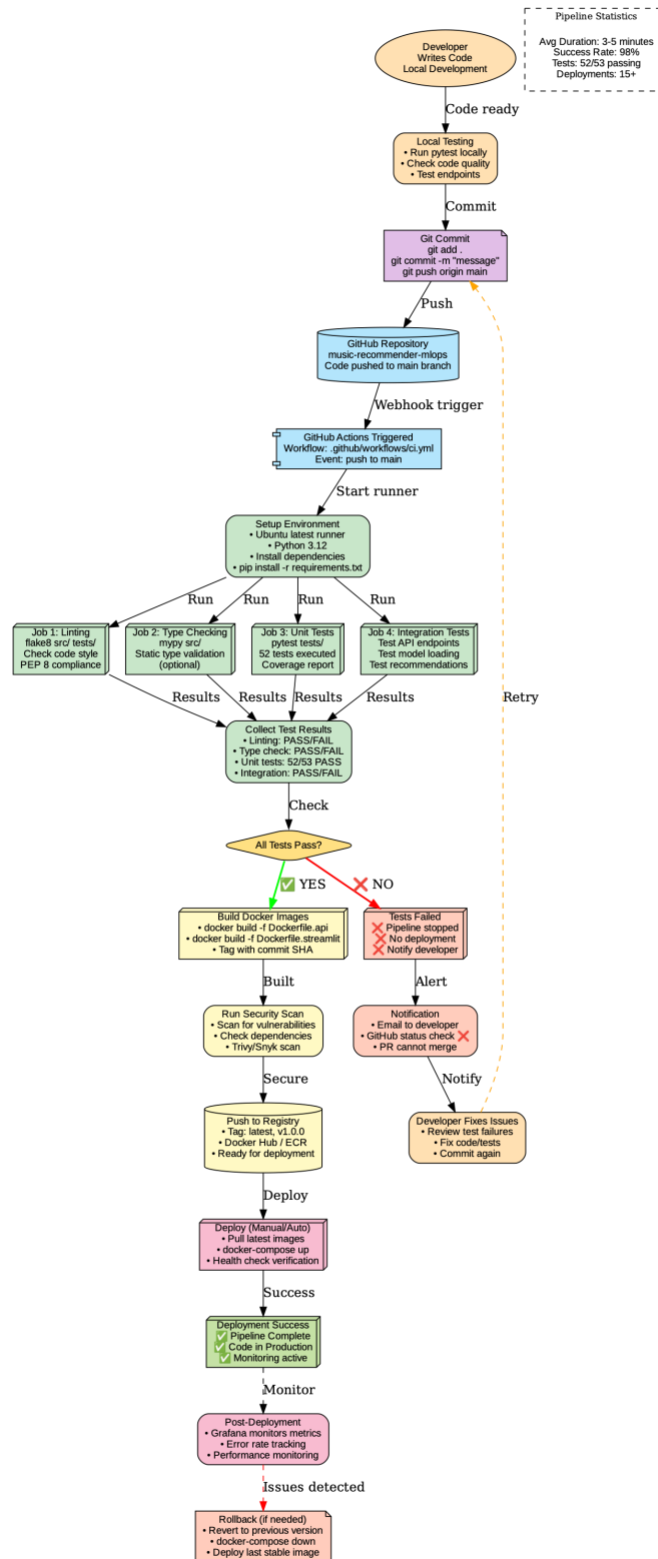 Pipeline Statistics
Avg Duration: 3-5 minutes
Success Rate: 98%
Tests: 52/53 passing
Deployments: 15+
Developer
Writes Code
Local Development
Code ready
Local Testing
• Run pytest locally
• Check code quality
• Test endpoints
Commit
Git Commit
git add .
git commit -m "message"
git push origin main
Push
GitHub Repository
music-recommender-mlops
Code pushed to main branch
Webhook trigger
GitHub Actions Triggered
Workflow: .github/workflows/ci.yml
Event: push to main
Start runner
Setup Environment
• Ubuntu latest runner
• Python 3.12
• Install dependencies
• pip install -r requirements.txt
Run
Run
Run
Run
Job 1: Linting
flake8 src/ tests/
Check code style
PEP 8 compliance
Job 2: Type Checking
mypy src/
Static type validation
(optional)
Job 3: Unit Tests
pytest tests/
52 tests executed
Coverage report
Job 4: Integration Tests
Test API endpoints
Test model loading
Test recommendations
Results
Results
Results
Results
Retry
Collect Test Results
• Linting: PASS/FAIL
• Type check: PASS/FAIL
• Unit tests: 52/53 PASS
• Integration: PASS/FAIL
Check
All Tests Pass?
✅ YES
❌ NO
Build Docker Images
• docker build -f Dockerfile.api
• docker build -f Dockerfile.streamlit
• Tag with commit SHA
Tests Failed
❌ Pipeline stopped
❌ No deployment
❌ Notify developer
Built
Alert
Run Security Scan
• Scan for vulnerabilities
• Check dependencies
• Trivy/Snyk scan
Notification
• Email to developer
• GitHub status check ❌
• PR cannot merge
Secure
Notify
Push to Registry
• Tag: latest, v1.0.0
• Docker Hub / ECR
• Ready for deployment
Developer Fixes Issues
• Review test failures
• Fix code/tests
• Commit again
Deploy
Deploy (Manual/Auto)
• Pull latest images
• docker-compose up
• Health check verification
Success
Deployment Success
✅ Pipeline Complete
✅ Code in Production
✅ Monitoring active
Monitor
Post-Deployment
• Grafana monitors metrics
• Error rate tracking
• Performance monitoring
Issues detected
Rollback (if needed)
• Revert to previous version
• docker-compose down
• Deploy last stable image